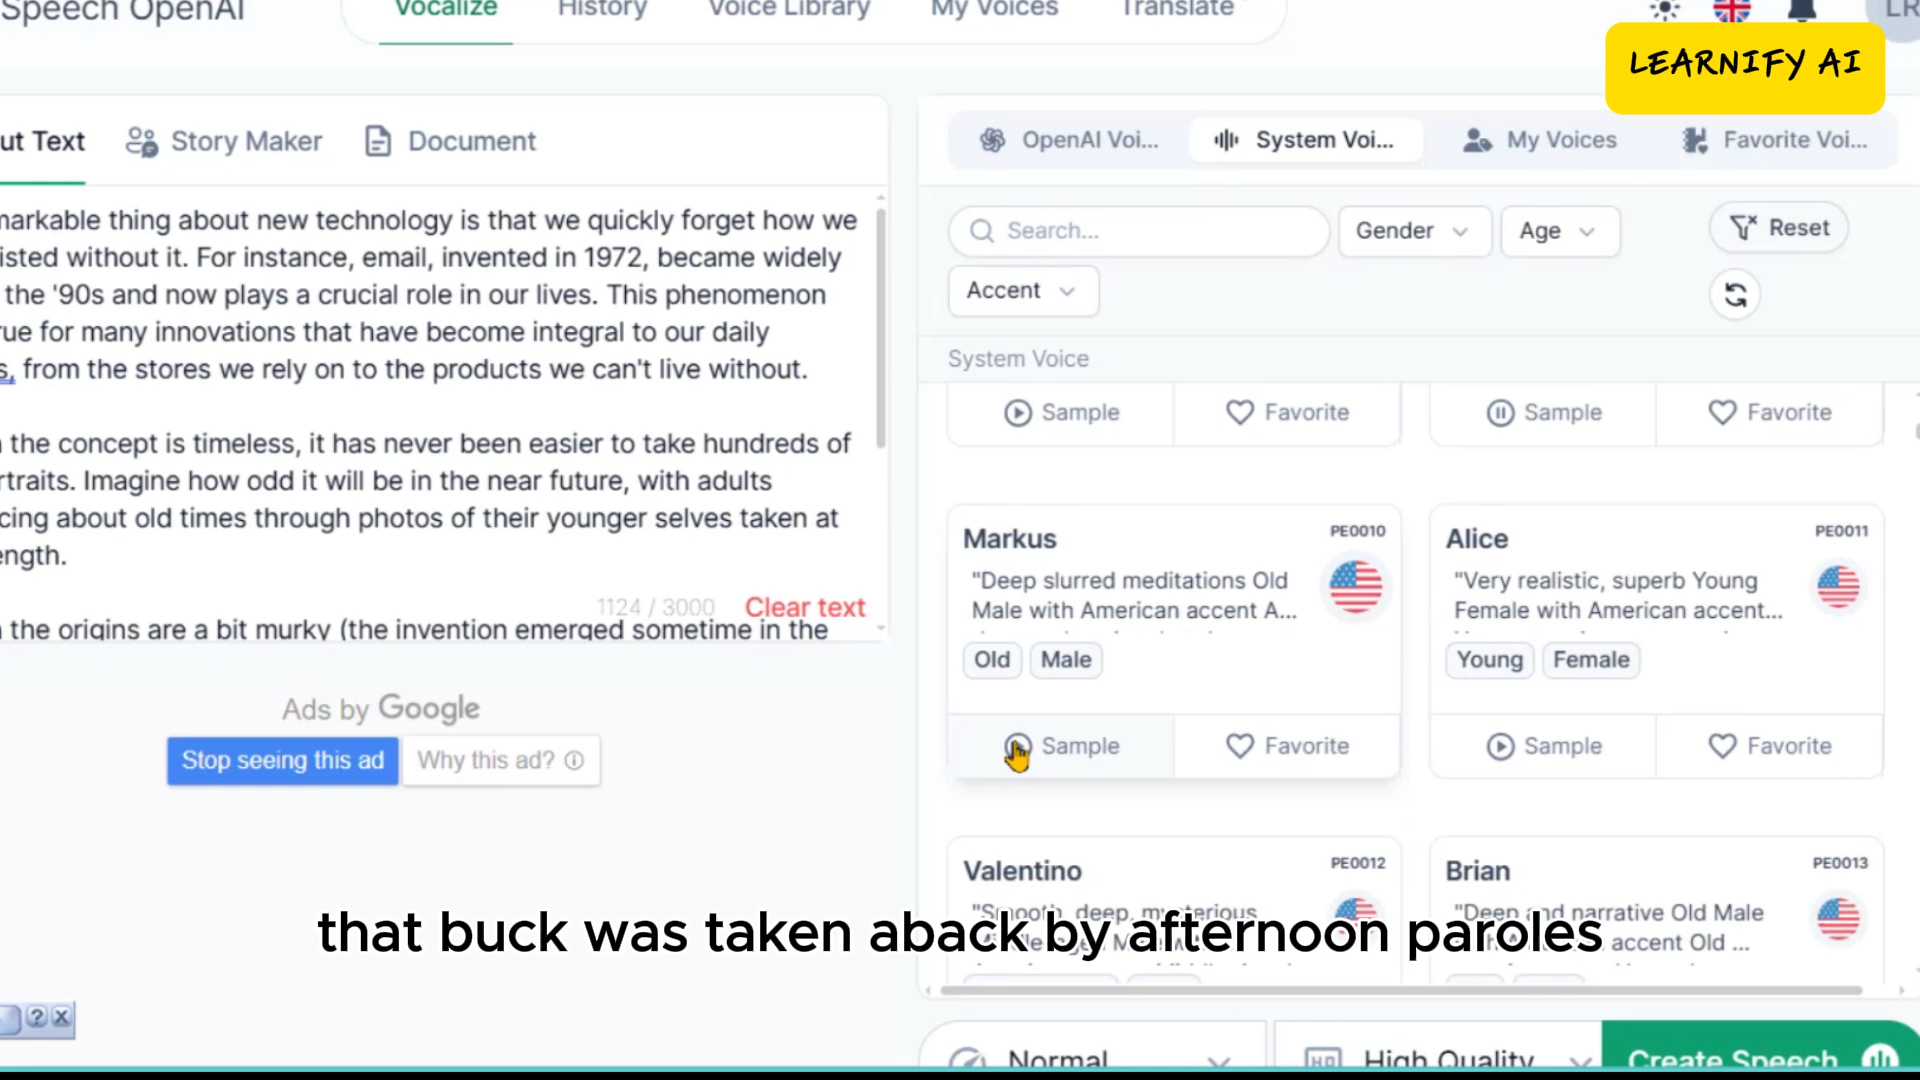 Speech OpenAI
Vocalize
History
Voice Library
My Voices
Translate
LR
LEARNIFY AI
ut Text
Story Maker
Document
markable thing about new technology is that we quickly forget how we
isted without it. For instance, email, invented in 1972, became widely
the '90s and now plays a crucial role in our lives. This phenomenon
rue for many innovations that have become integral to our daily
s, from the stores we rely on to the products we can't live without.
the concept is timeless, it has never been easier to take hundreds of
rtraits. Imagine how odd it will be in the near future, with adults
cing about old times through photos of their younger selves taken at
ength.
1124 / 3000
Clear text
the origins are a bit murky (the invention emerged sometime in the
Ads by Google
Stop seeing this ad
Why this ad?
OpenAI Voi...
System Voi...
My Voices
Favorite Voi...
Search...
Gender
Age
Reset
Accent
System Voice
Sample
Favorite
Sample
Favorite
Markus
PE0010
"Deep slurred meditations Old
Male with American accent A...
Old
Male
Sample
Favorite
Alice
PE0011
"Very realistic, superb Young
Female with American accent...
Young
Female
Sample
Favorite
Valentino
PE0012
"Smooth, deep, mysterious
Brian
PE0013
"Deep and narrative Old Male
accent Old ...
that buck was taken aback by afternoon paroles
Normal
High Quality
Create Speech